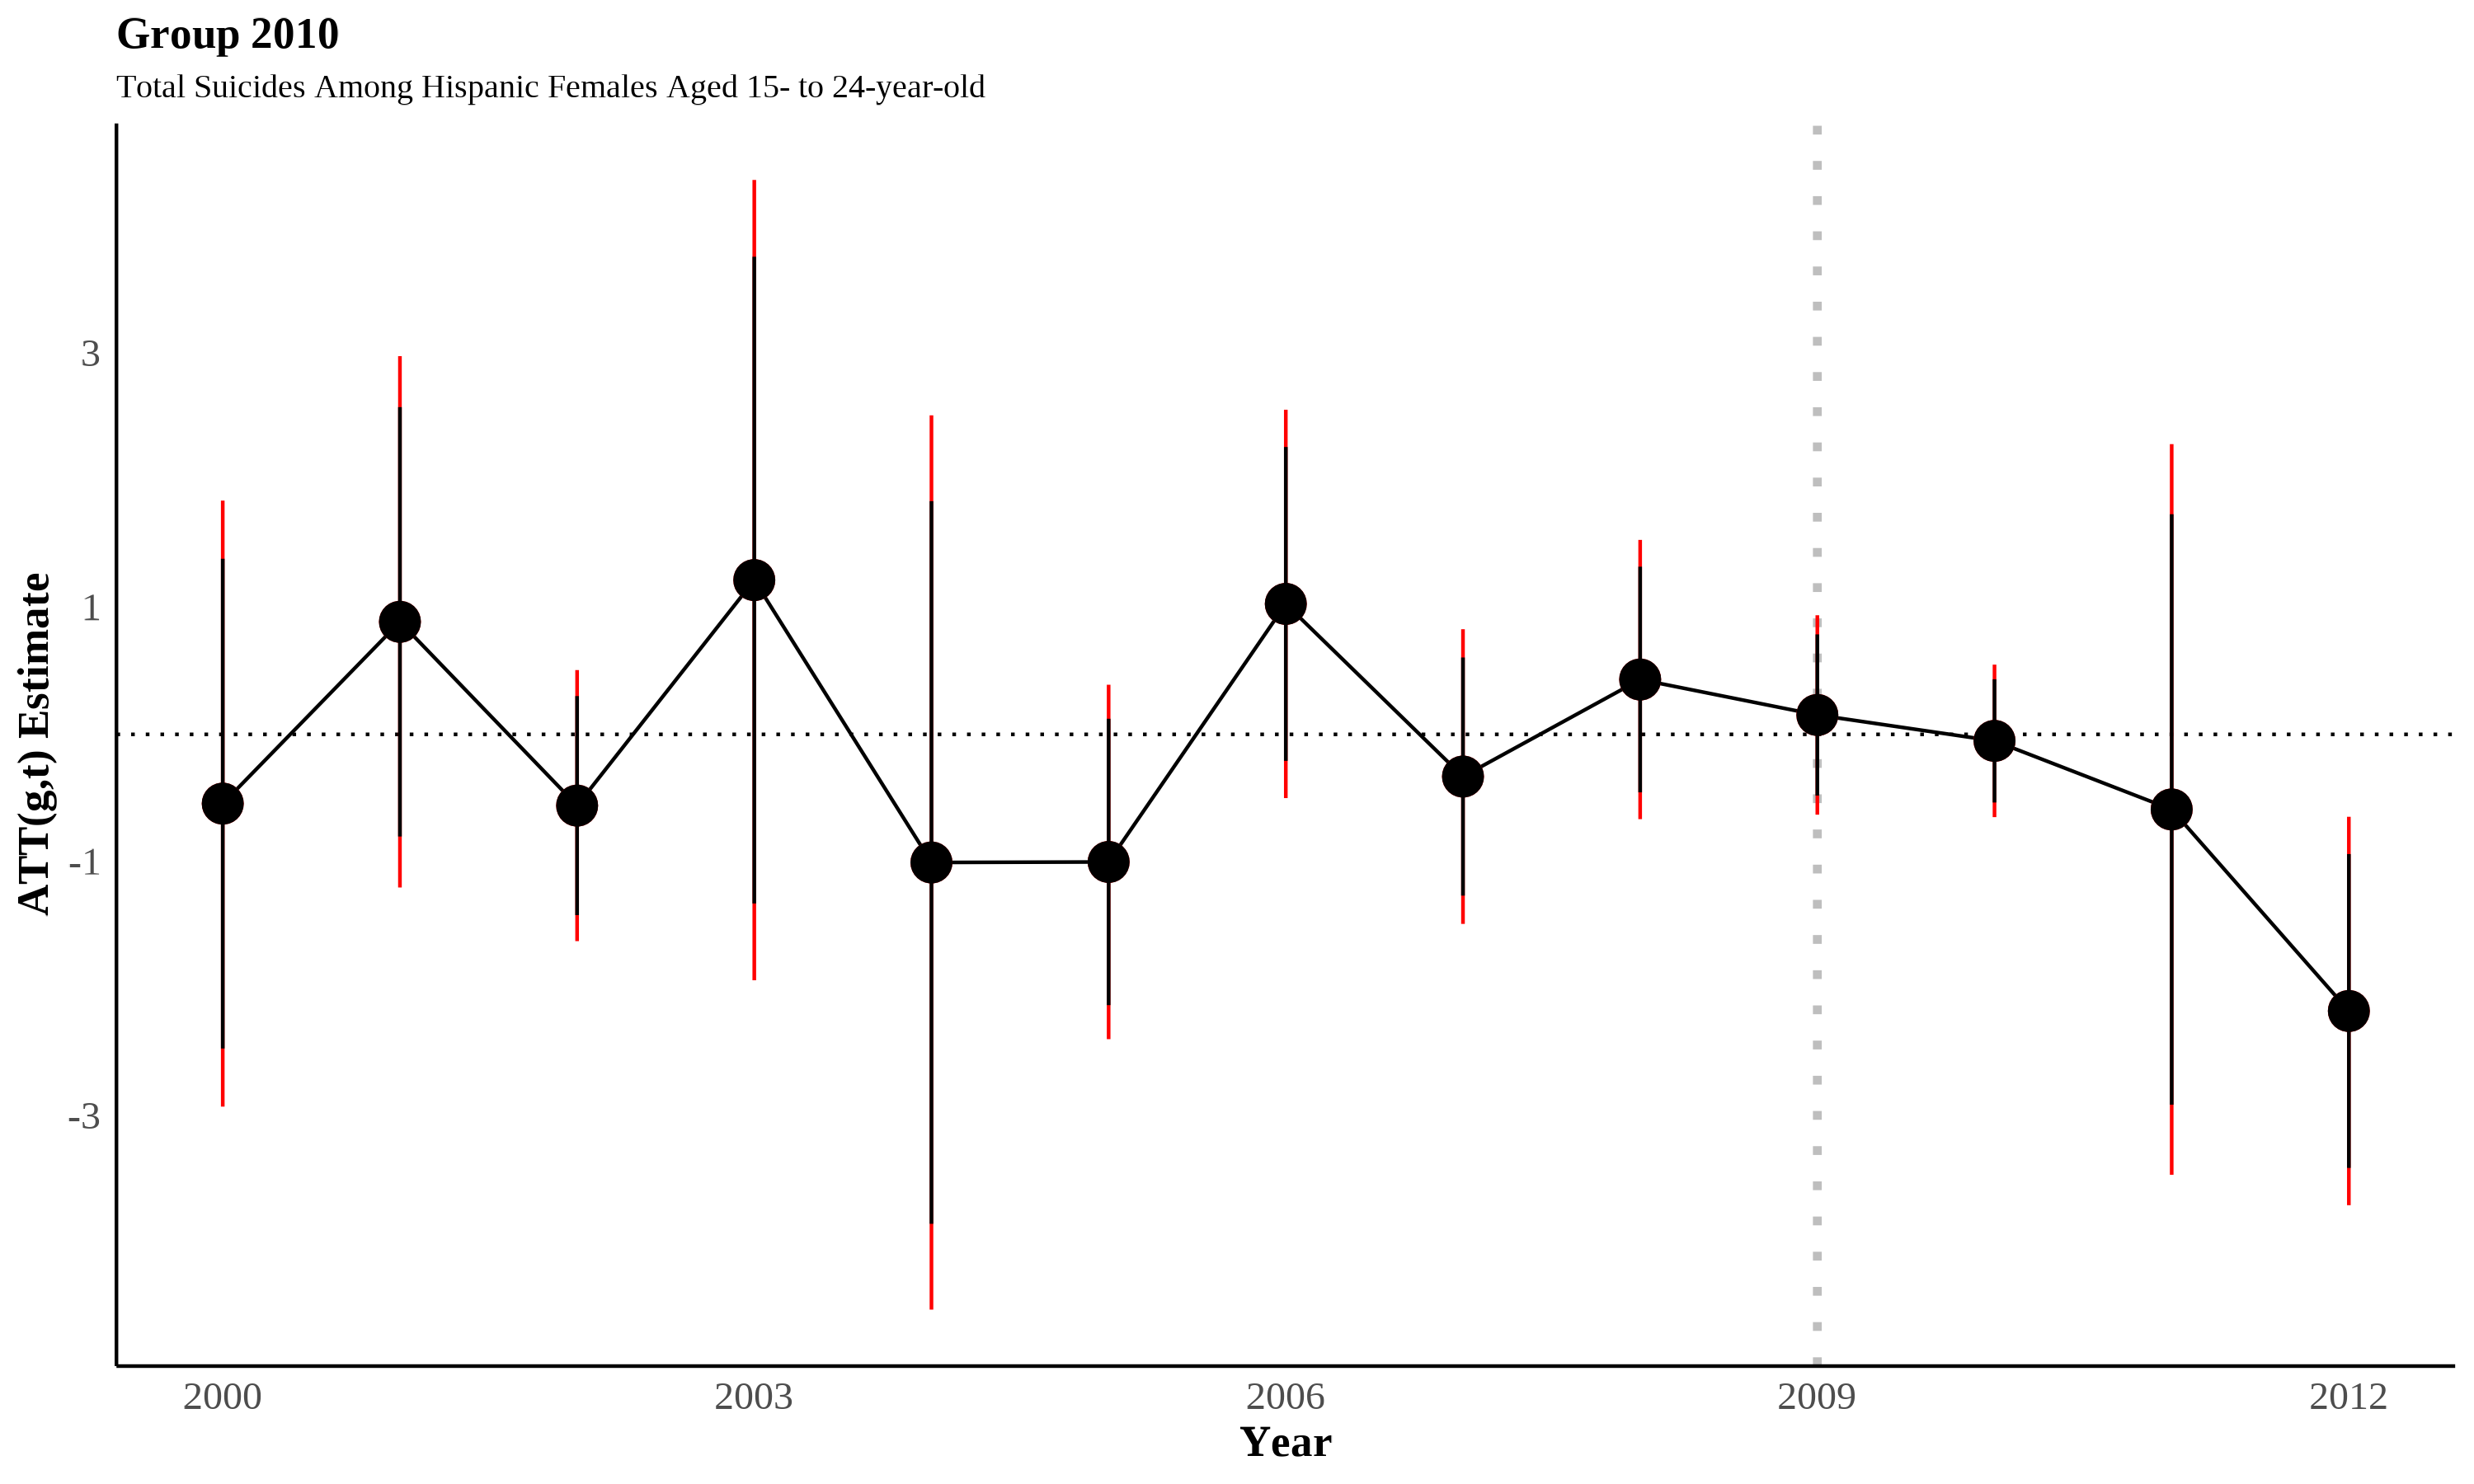 Group 2010
Total Suicides Among Hispanic Females Aged 15- to 24-year-old
ATT(g,t) Estimate
3
1
-1
-3
2000 2003 2006 2009 2012
Year